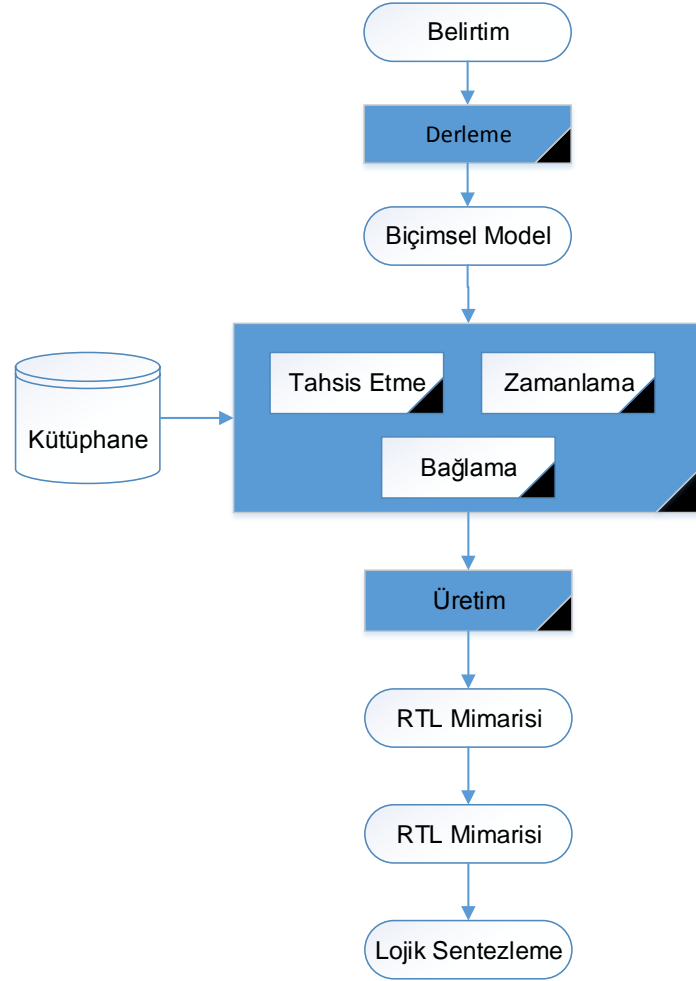 Belirtim
Derleme
Biçimsel Model
Tahsis Etme
Zamanlama
Kütüphane
Bağlama
Üretim
RTL Mimarisi
RTL Mimarisi
Lojik Sentezleme